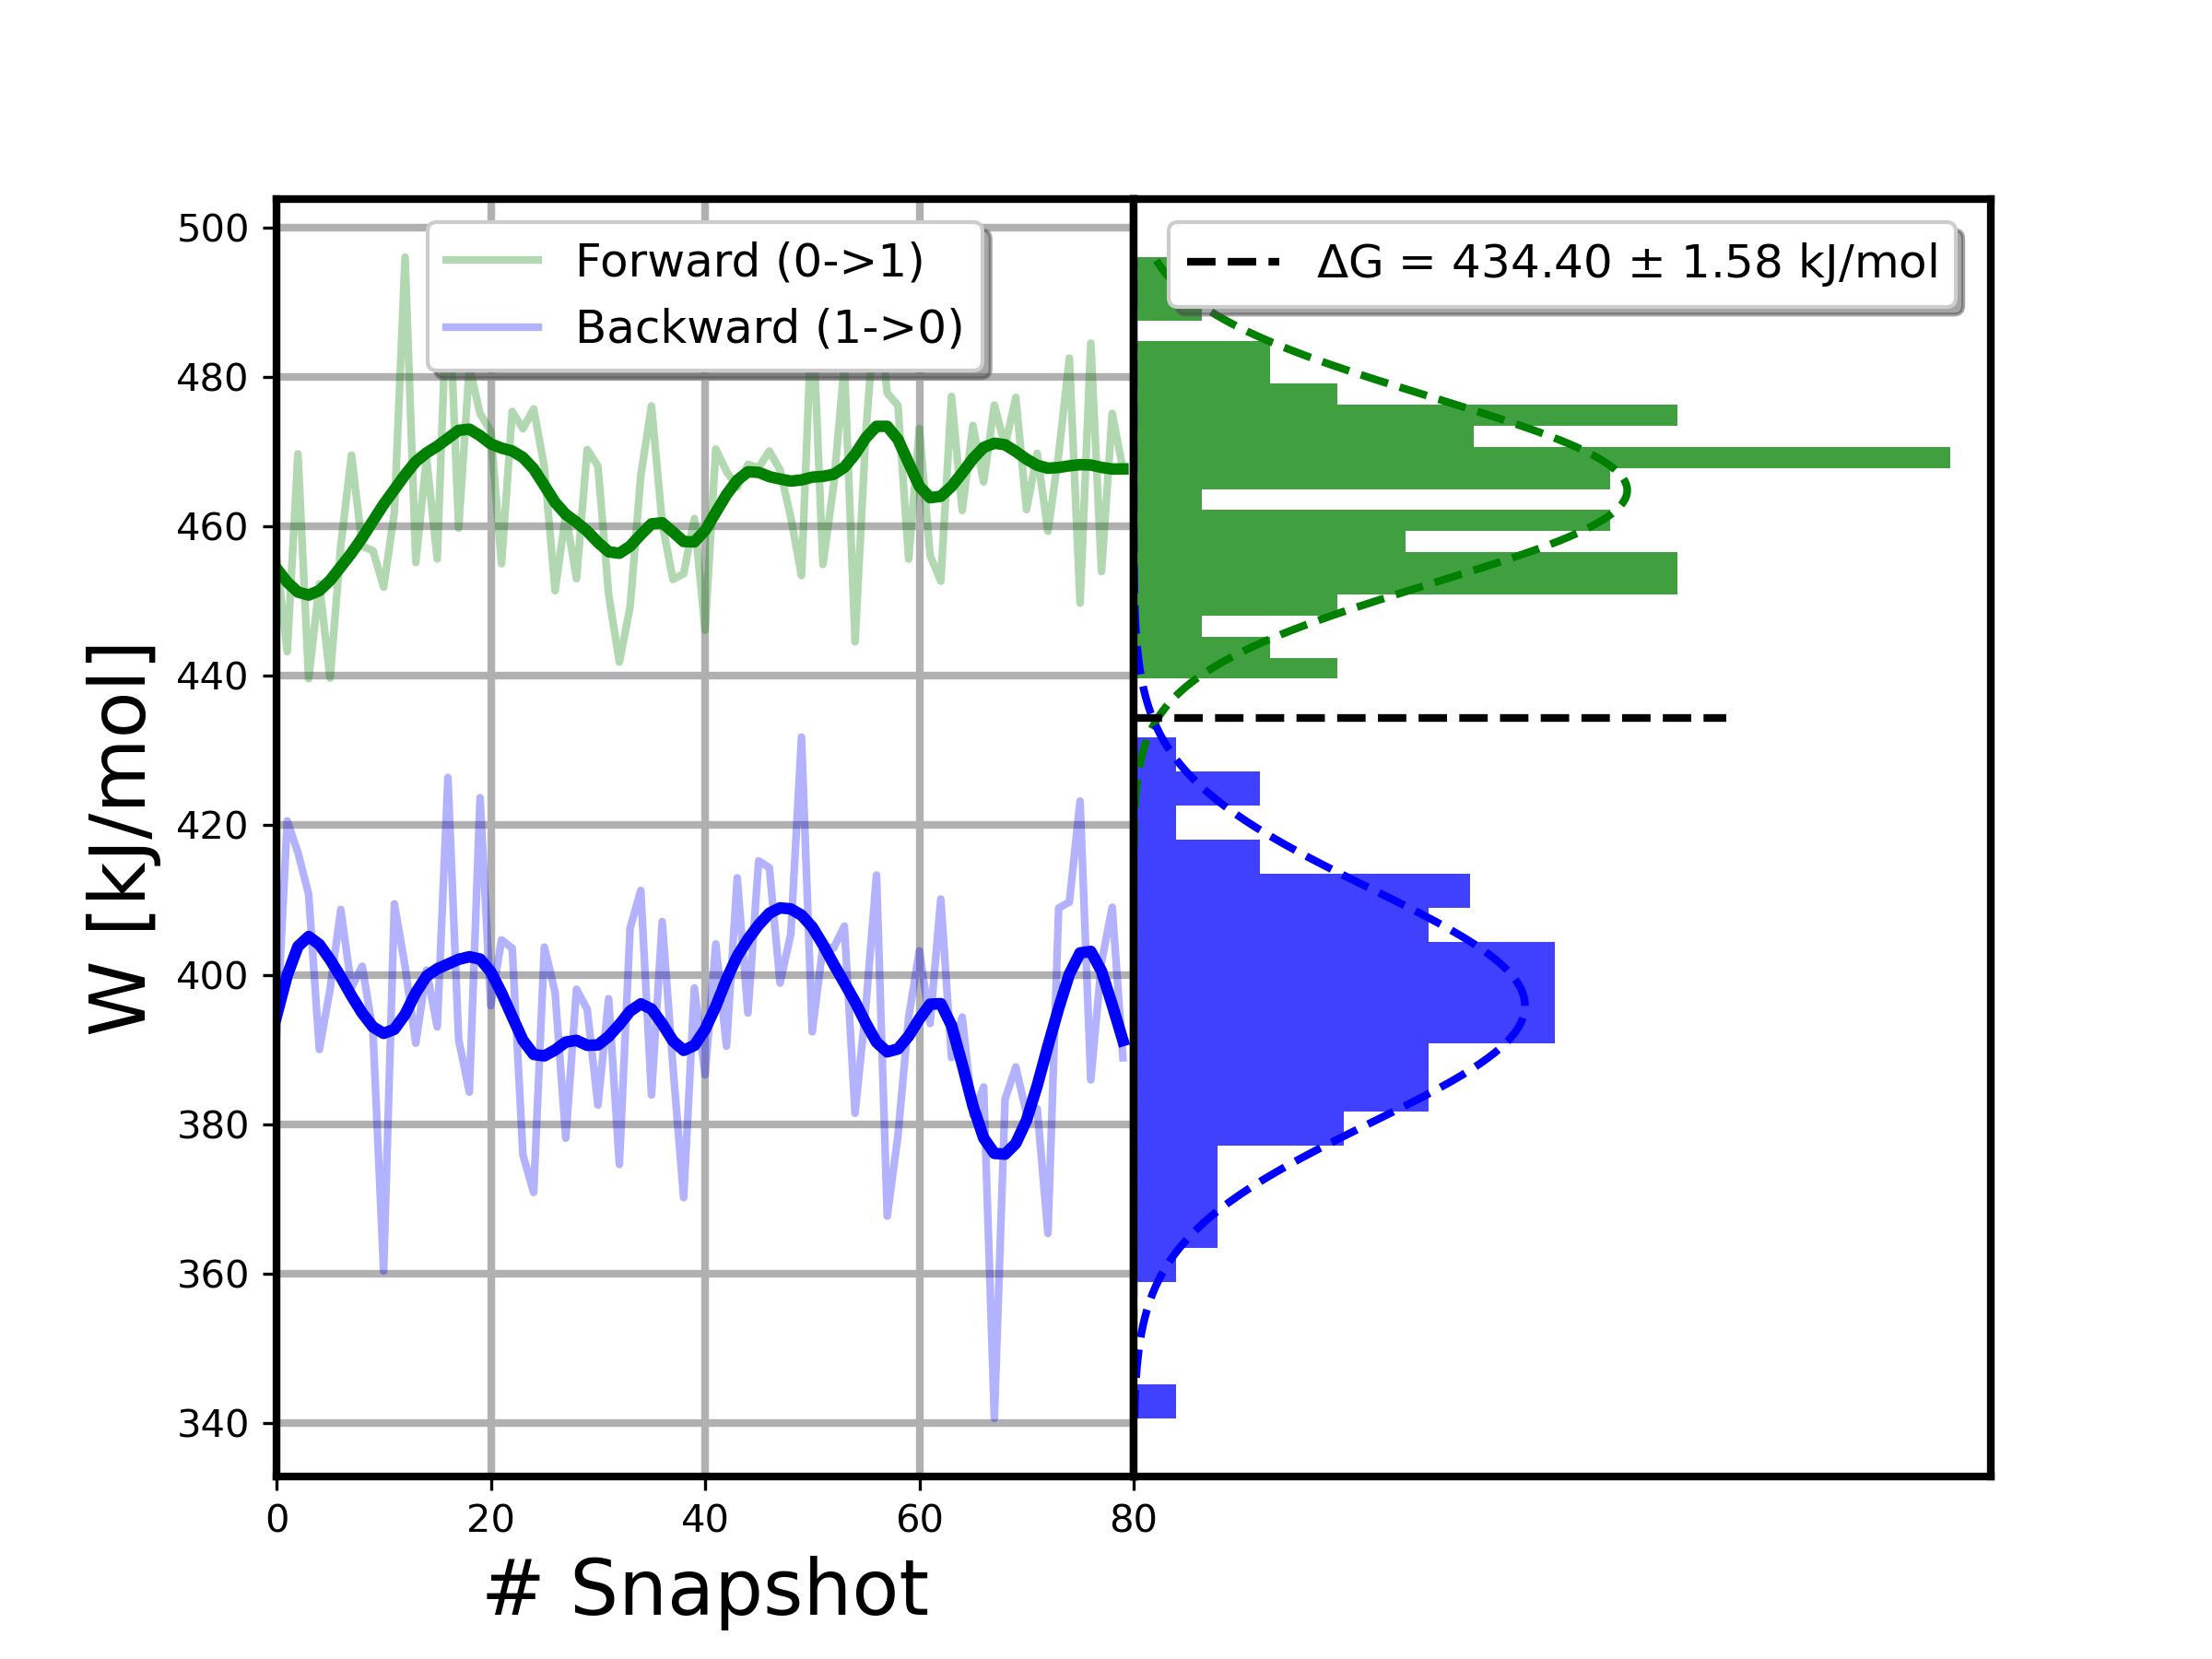 Forward (0->1)
Backward (1->0)
ΔG = 434.40 ± 1.58 kJ/mol
W [kJ/mol]
500
480
460
440
420
400
380
360
340
0 20 40 60 80
# Snapshot